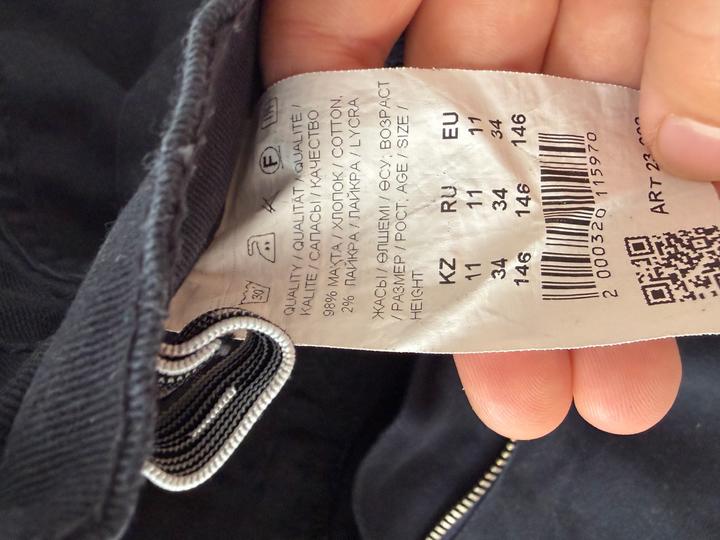 QUALITY / QUALITÄT / QUALITÉ /
KALITE / САПАСЫ / КАЧЕСТВО
98% МАҚТА / ХЛОПОК / COTTON,
2% ЛАЙКРА / ЛАЙКРА / LYCRA
ЖАСЫ / ӨЛШЕМІ / ӨСУ, ВОЗРАСТ
/ РАЗМЕР / РОСТ, AGE / SIZE /
HEIGHT
KZ RU EU
11 11 11
34 34 34
146 146 146
2 000320 115970
ART
30°
F